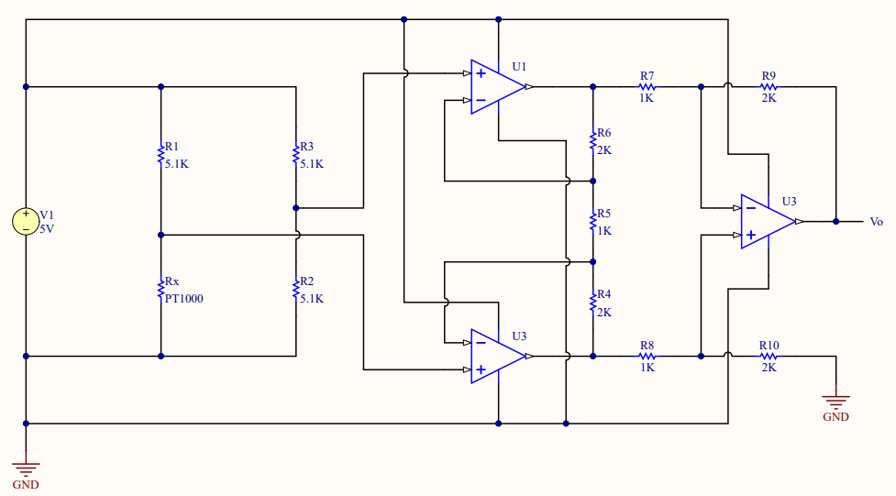 U1
+
−
R7
1K
R9
2K
R1
5.1K
R3
5.1K
R6
2K
V1
5V
+
−
R5
1K
U3
−
+
Vo
Rx
PT1000
R2
5.1K
R4
2K
U3
−
+
R8
1K
R10
2K
GND
GND